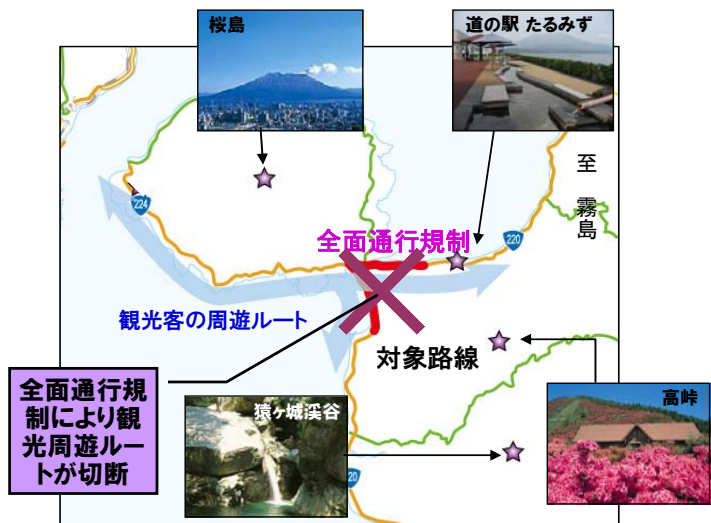 桜島
道の駅 たるみず
至
霧
島
224
全面通行規制
220
観光客の周遊ルート
対象路線
全面通行規
制により観
光周遊ルー
トが切断
猿ヶ城渓谷
高峠
20